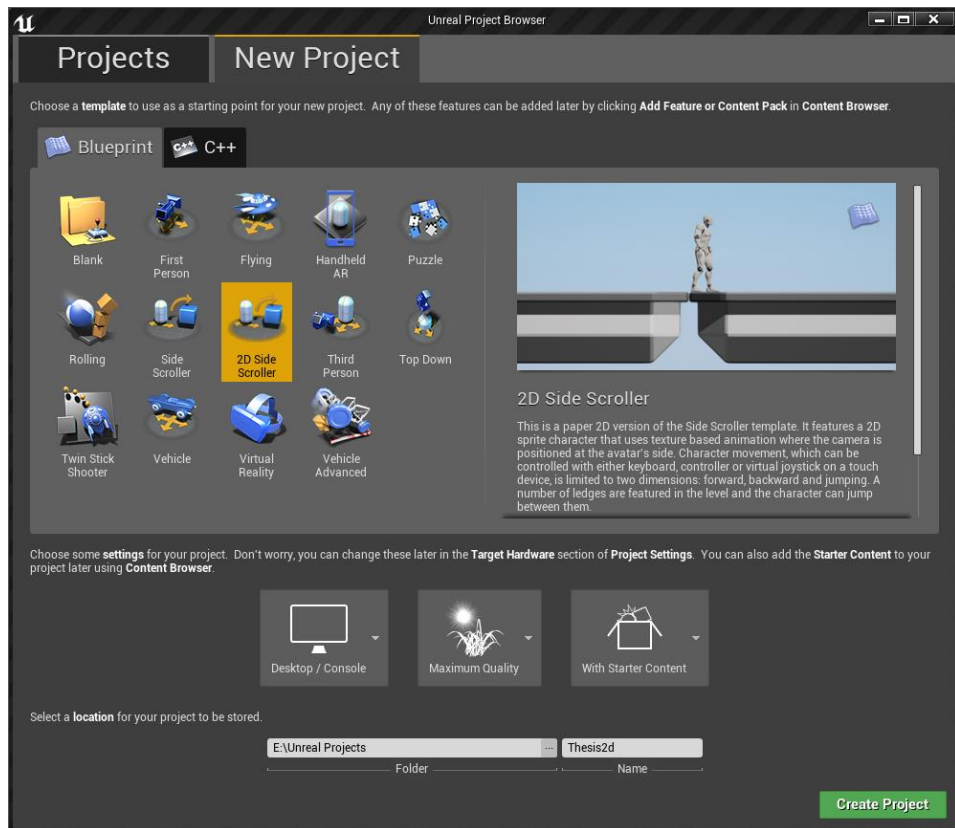 Unreal Project Browser
Projects
New Project
Choose a template to use as a starting point for your new project. Any of these features can be added later by clicking Add Feature or Content Pack in Content Browser.
Blueprint
C++
C++
Blank
First
Person
Flying
Handheld
AR
Puzzle
Rolling
Side
Scroller
2D Side
Scroller
Third
Person
Top Down
Twin Stick
Shooter
Vehicle
Virtual
Reality
Vehicle
Advanced
2D Side Scroller
This is a paper 2D version of the Side Scroller template. It features a 2D
sprite character that uses texture based animation where the camera is
positioned at the avatar's side. Character movement, which can be
controlled with either keyboard, controller or virtual joystick on a touch
device, is limited to two dimensions: forward, backward and jumping. A
number of ledges are featured in the level and the character can jump
between them.
Choose some settings for your project. Don't worry, you can change these later in the Target Hardware section of Project Settings. You can also add the Starter Content to your
project later using Content Browser.
Desktop / Console
Maximum Quality
With Starter Content
Select a location for your project to be stored.
E:\Unreal Projects
...
Thesis2d
Folder
Name
Create Project